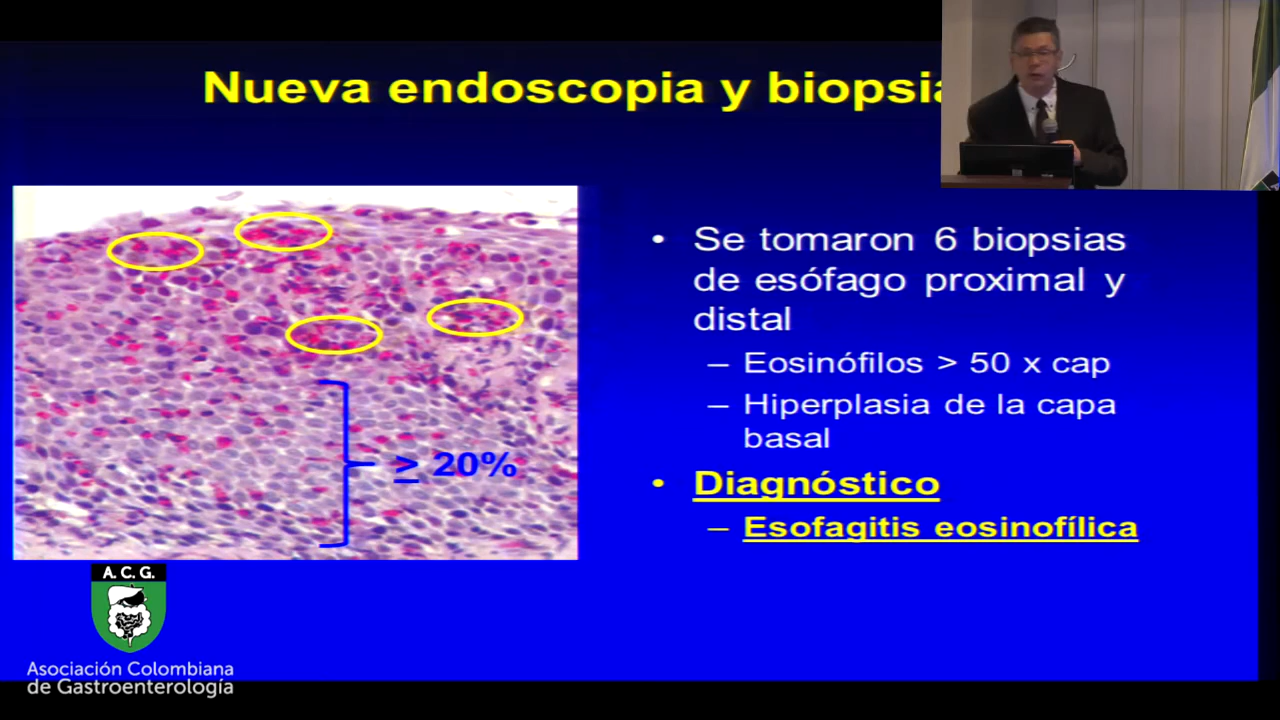 Nueva endoscopia y biopsia
• Se tomaron 6 biopsias
de esófago proximal y
distal
– Eosinófilos > 50 x cap
– Hiperplasia de la capa
basal
• Diagnóstico
– Esofagitis eosinofílica
≥ 20%
A. C. G.
Asociación Colombiana
de Gastroenterología